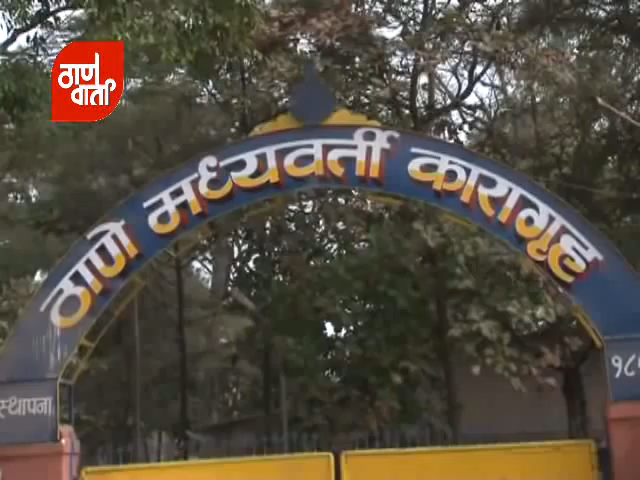 ठाणे
वार्ता
ठाणे मध्यवर्ती कारागृह
स्थापना